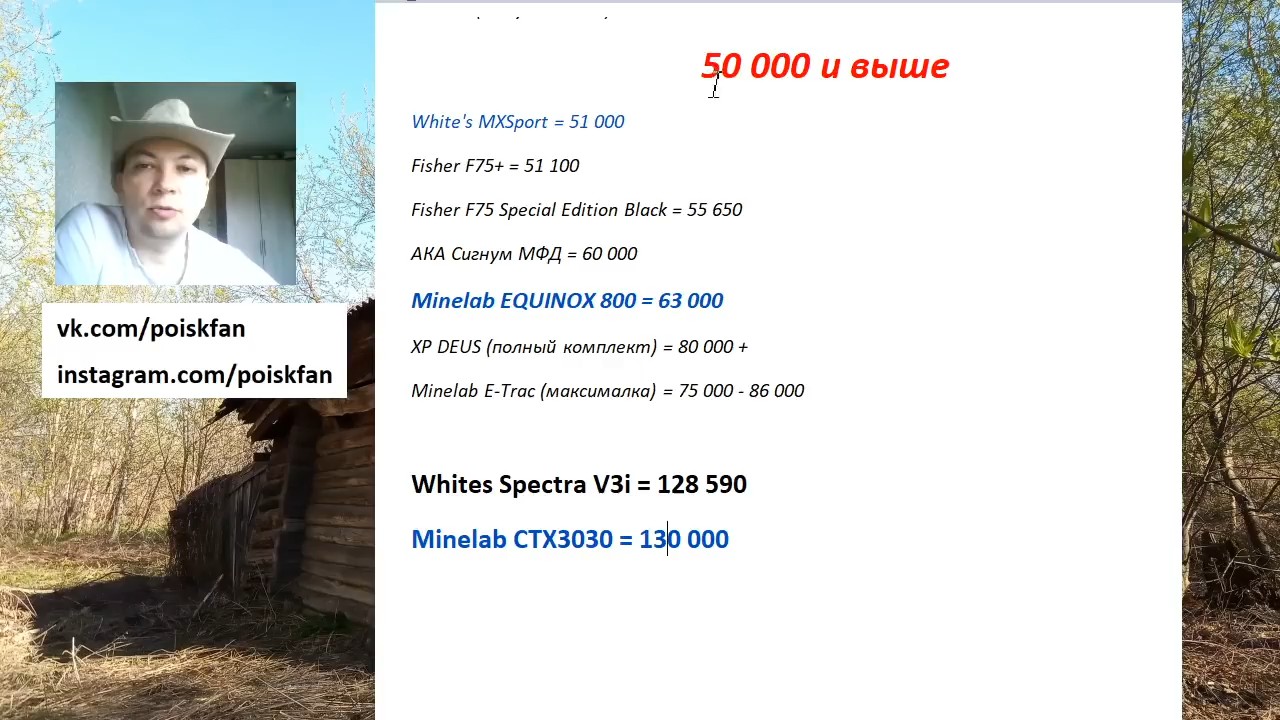 50 000 и выше
White's MXSport = 51 000
Fisher F75+ = 51 100
Fisher F75 Special Edition Black = 55 650
АКА Сигнум МФД = 60 000
Minelab EQUINOX 800 = 63 000
XP DEUS (полный комплект) = 80 000 +
Minelab E-Trac (максималка) = 75 000 - 86 000
Whites Spectra V3i = 128 590
Minelab CTX3030 = 130 000
vk.com/poiskfan
instagram.com/poiskfan